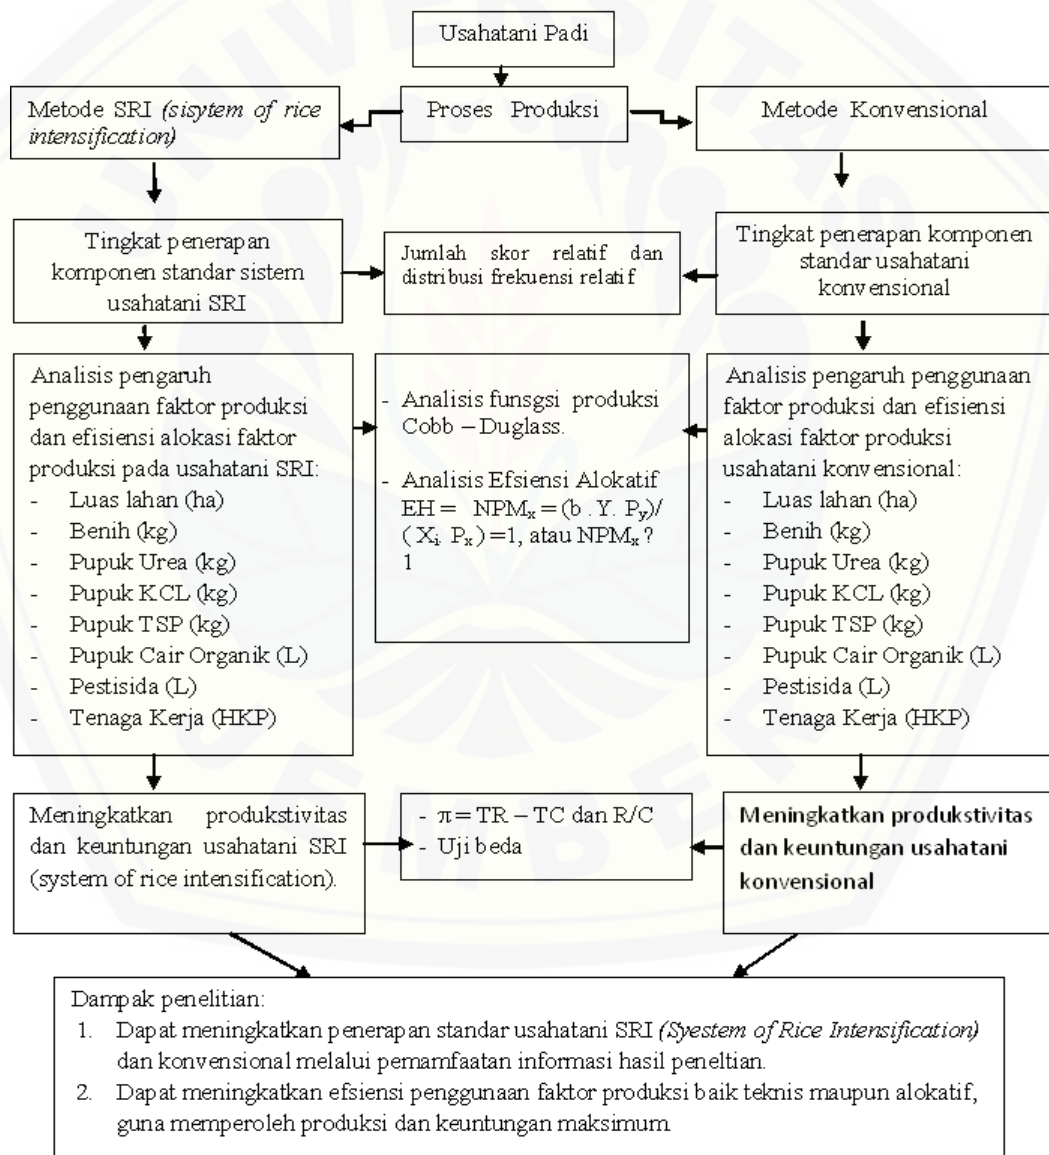 Usahatani Padi
Metode SRI (sisytem of rice
intensification)
Proses Produksi
Metode Konvensional
Tingkat penerapan
komponen standar sistem
usahatani SRI
Jumlah skor relatif dan
distribusi frekuensi relatif
Tingkat penerapan komponen
standar usahatani
konvensional
Analisis pengaruh
penggunaan faktor produksi
dan efisiensi alokasi faktor
produksi pada usahatani SRI:
- Luas lahan (ha)
- Benih (kg)
- Pupuk Urea (kg)
- Pupuk KCL (kg)
- Pupuk TSP (kg)
- Pupuk Cair Organik (L)
- Pestisida (L)
- Tenaga Kerja (HKP)
- Analisis funsgsi produksi
Cobb – Duglass.
- Analisis Efsiensi Alokatif
EH = NPMₓ = (b . Y. Pᵧ)/
( Xᵢ. Pₓ ) =1, atau NPMₓ ?
1
Analisis pengaruh penggunaan
faktor produksi dan efisiensi
alokasi faktor produksi
usahatani konvensional:
- Luas lahan (ha)
- Benih (kg)
- Pupuk Urea (kg)
- Pupuk KCL (kg)
- Pupuk TSP (kg)
- Pupuk Cair Organik (L)
- Pestisida (L)
- Tenaga Kerja (HKP)
Meningkatkan produkstivitas
dan keuntungan usahatani SRI
(system of rice intensification).
- π = TR – TC dan R/C
- Uji beda
Meningkatkan produkstivitas
dan keuntungan usahatani
konvensional
Dampak penelitian:
1. Dapat meningkatkan penerapan standar usahatani SRI (Syestem of Rice Intensification)
dan konvensional melalui pemamfaatan informasi hasil peneltian.
2. Dapat meningkatkan efsiensi penggunaan faktor produksi baik teknis maupun alokatif,
guna memperoleh produksi dan keuntungan maksimum
UNIVERSITAS
JEMBER